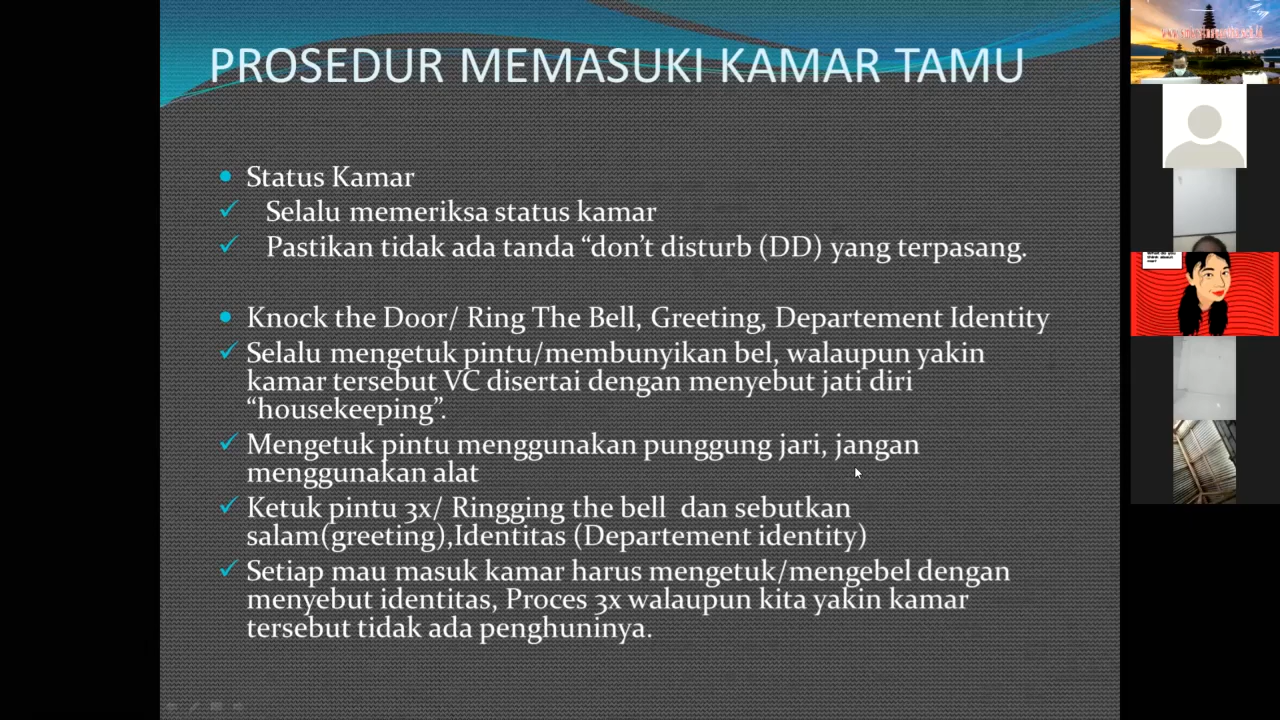 PROSEDUR MEMASUKI KAMAR TAMU
Status Kamar
Selalu memeriksa status kamar
Pastikan tidak ada tanda “don’t disturb (DD) yang terpasang.
Knock the Door/ Ring The Bell, Greeting, Departement Identity
Selalu mengetuk pintu/membunyikan bel, walaupun yakin
kamar tersebut VC disertai dengan menyebut jati diri
“housekeeping”.
Mengetuk pintu menggunakan punggung jari, jangan
menggunakan alat
Ketuk pintu 3x/ Ringging the bell  dan sebutkan
salam(greeting),Identitas (Departement identity)
Setiap mau masuk kamar harus mengetuk/mengebel dengan
menyebut identitas, Proces 3x walaupun kita yakin kamar
tersebut tidak ada penghuninya.